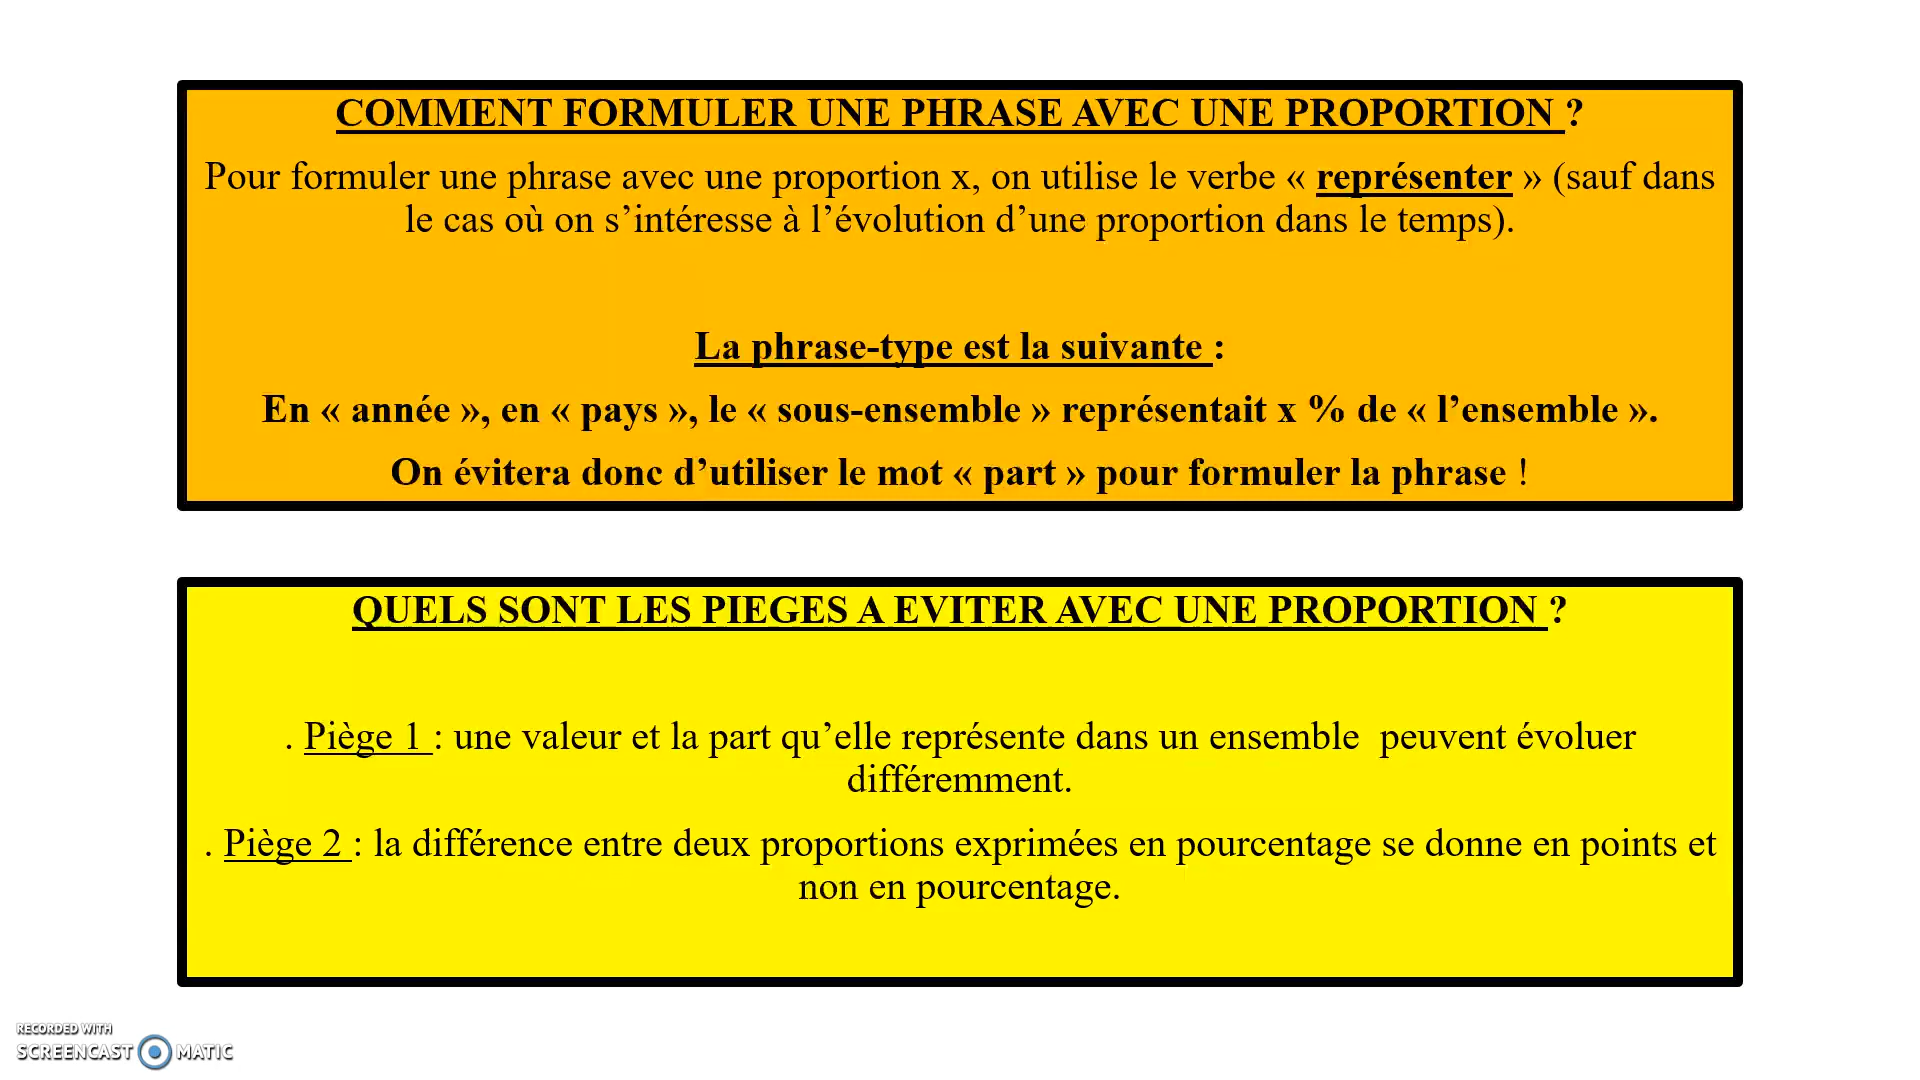 COMMENT FORMULER UNE PHRASE AVEC UNE PROPORTION ?
Pour formuler une phrase avec une proportion x, on utilise le verbe « représenter » (sauf dans
le cas où on s’intéresse à l’évolution d’une proportion dans le temps).
La phrase-type est la suivante :
En « année », en « pays », le « sous-ensemble » représentait x % de « l’ensemble ».
On évitera donc d’utiliser le mot « part » pour formuler la phrase !
QUELS SONT LES PIEGES A EVITER AVEC UNE PROPORTION ?
. Piège 1 : une valeur et la part qu’elle représente dans un ensemble  peuvent évoluer
différemment.
. Piège 2 : la différence entre deux proportions exprimées en pourcentage se donne en points et
non en pourcentage.
RECORDED WITH
SCREENCAST MATIC